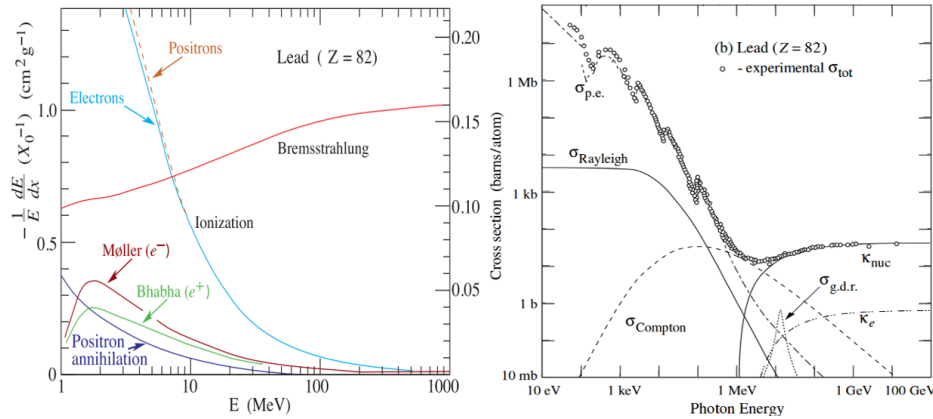 Positrons
Lead ( Z = 82)
Electrons
Bremsstrahlung
Ionization
Møller (e⁻)
Bhabha (e⁺)
Positron
annihilation
−1/E dE/dx (X₀⁻¹)
(cm² g⁻¹)
1.0
0.5
0
0.20
0.15
0.10
0.05
0.00
1
10
100
1000
E (MeV)
(b) Lead (Z = 82)
- experimental σtot
σp.e.
σRayleigh
κnuc
σg.d.r.
σCompton
κe
Cross section (barns/atom)
1 Mb
1 kb
1 b
10 mb
10 eV
1 keV
1 MeV
1 GeV
100 GeV
Photon Energy